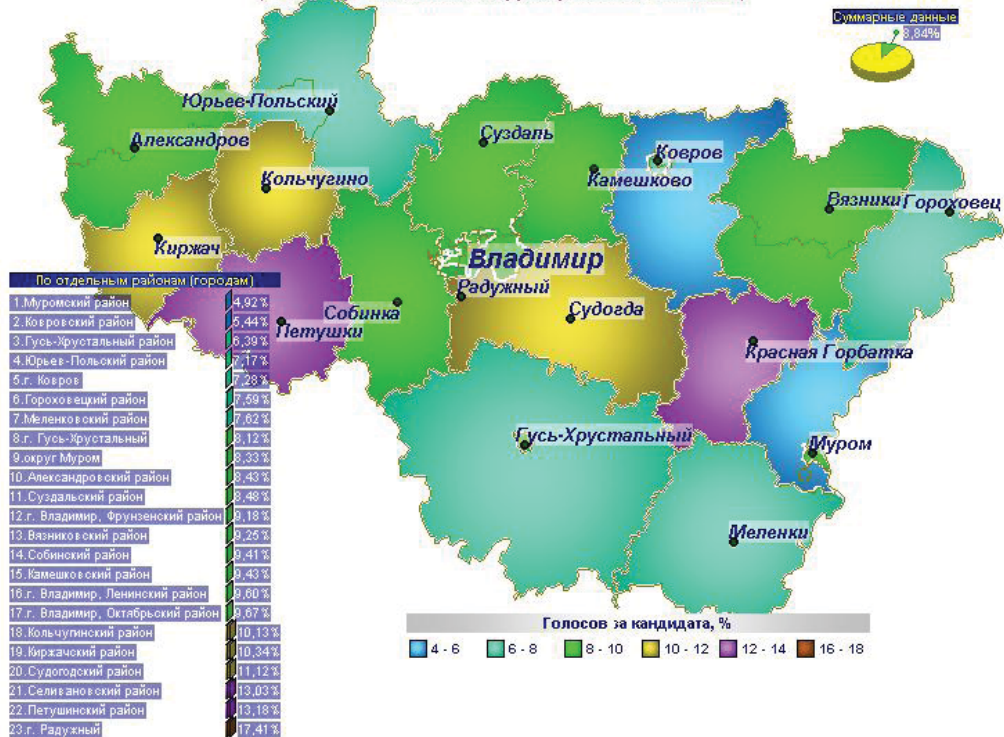 Суммарные данные
8,84%
Юрьев-Польский
Александров
Суздаль
Ковров
Кольчугино
Камешково
Вязники
Гороховец
Киржач
Владимир
Радужный
Собинка
Судогда
Петушки
Красная Горбатка
Гусь-Хрустальный
Муром
Меленки
По отдельным районам (городам)
1.Муромский район 4,92%
2.Ковровский район 5,44%
3.Гусь-Хрустальный район 6,39%
4.Юрьев-Польский район 7,17%
5.г. Ковров 7,28%
6.Гороховецкий район 7,59%
7.Меленковский район 7,62%
8.г. Гусь-Хрустальный 8,12%
9.округ Муром 8,33%
10.Александровский район 8,43%
11.Суздальский район 8,48%
12.г. Владимир, Фрунзенский район 9,18%
13.Вязниковский район 9,25%
14.Собинский район 9,41%
15.Камешковский район 9,43%
16.г. Владимир, Ленинский район 9,60%
17.г. Владимир, Октябрьский район 9,67%
18.Кольчугинский район 10,13%
19.Киржачский район 10,34%
20.Судогодский район 11,12%
21.Селивановский район 13,03%
22.Петушинский район 13,18%
23.г. Радужный 17,41%
Голосов за кандидата, %
4 - 6 6 - 8 8 - 10 10 - 12 12 - 14 16 - 18